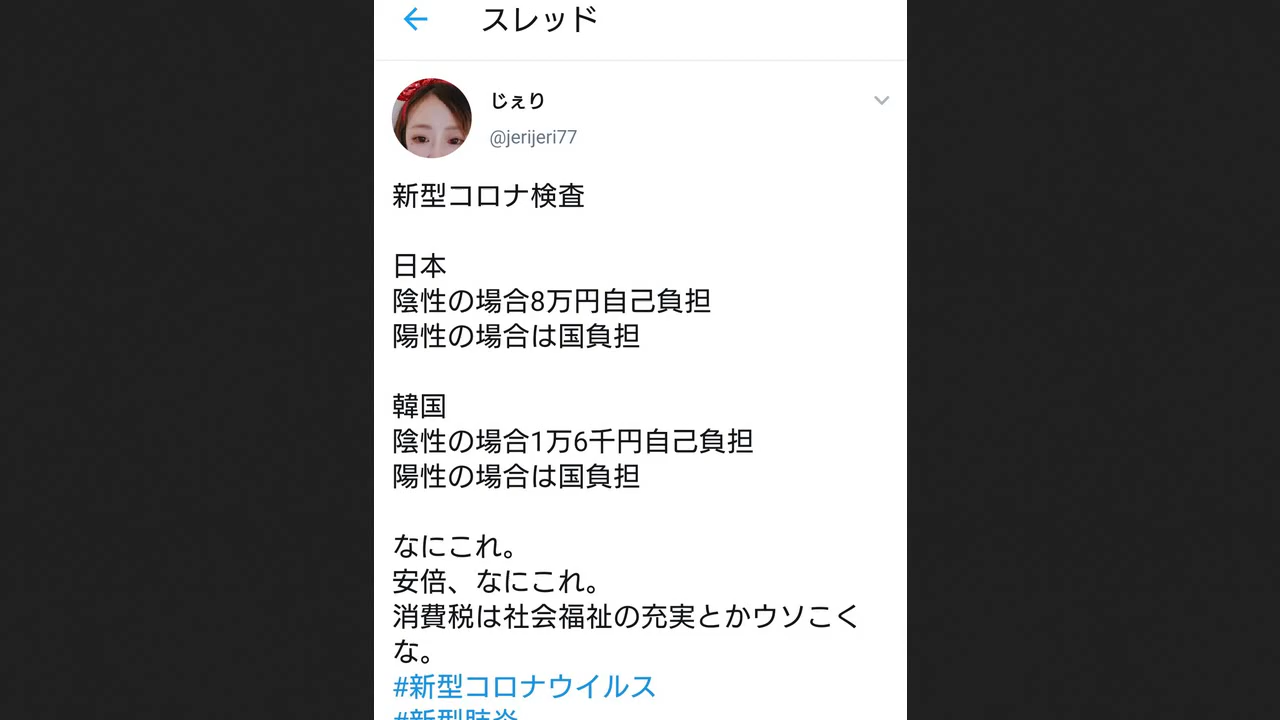 スレッド
じぇり
@jerijeri77
新型コロナ検査
日本
陰性の場合8万円自己負担
陽性の場合は国負担
韓国
陰性の場合1万6千円自己負担
陽性の場合は国負担
なにこれ。
安倍、なにこれ。
消費税は社会福祉の充実とかウソこく
な。
#新型コロナウイルス
#新型肺炎